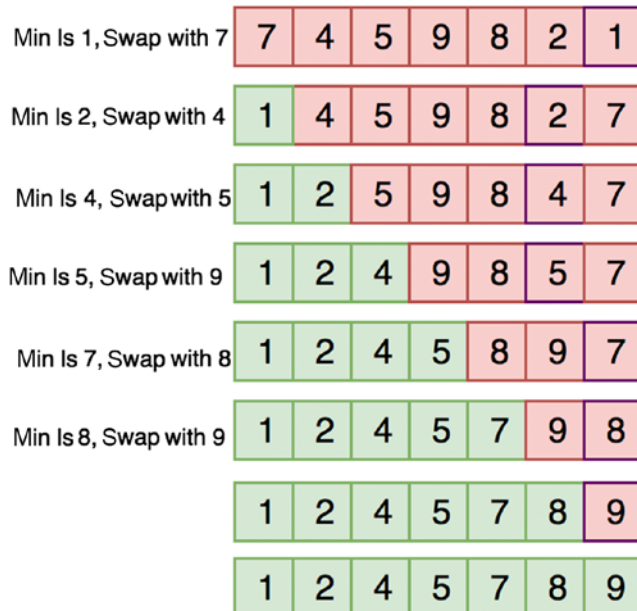 Min Is 1, Swap with 7 7 4 5 9 8 2 1
Min Is 2, Swap with 4 1 4 5 9 8 2 7
Min Is 4, Swap with 5 1 2 5 9 8 4 7
Min Is 5, Swap with 9 1 2 4 9 8 5 7
Min Is 7, Swap with 8 1 2 4 5 8 9 7
Min Is 8, Swap with 9 1 2 4 5 7 9 8
1 2 4 5 7 8 9
1 2 4 5 7 8 9